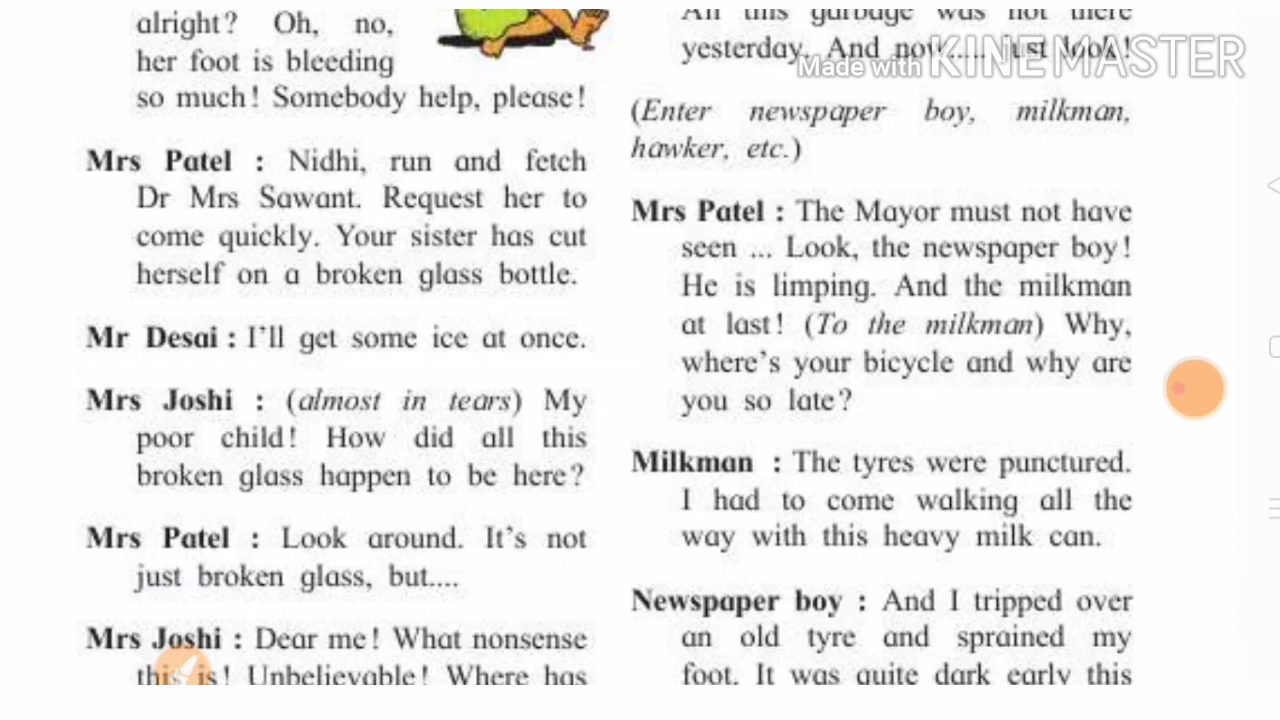 alright? Oh, no,
her foot is bleeding
so much! Somebody help, please!
Mrs Patel : Nidhi, run and fetch
Dr Mrs Sawant. Request her to
come quickly. Your sister has cut
herself on a broken glass bottle.
Mr Desai : I'll get some ice at once.
Mrs Joshi : (almost in tears) My
poor child! How did all this
broken glass happen to be here?
Mrs Patel : Look around. It's not
just broken glass, but....
Mrs Joshi : Dear me! What nonsense
this is! Unbelievable! Where has
All this garbage was not there
yesterday. And now..... just look!
(Enter newspaper boy, milkman,
hawker, etc.)
Mrs Patel : The Mayor must not have
seen ... Look, the newspaper boy!
He is limping. And the milkman
at last! (To the milkman) Why,
where's your bicycle and why are
you so late?
Milkman : The tyres were punctured.
I had to come walking all the
way with this heavy milk can.
Newspaper boy : And I tripped over
an old tyre and sprained my
foot. It was quite dark early this
Made with KINEMASTER